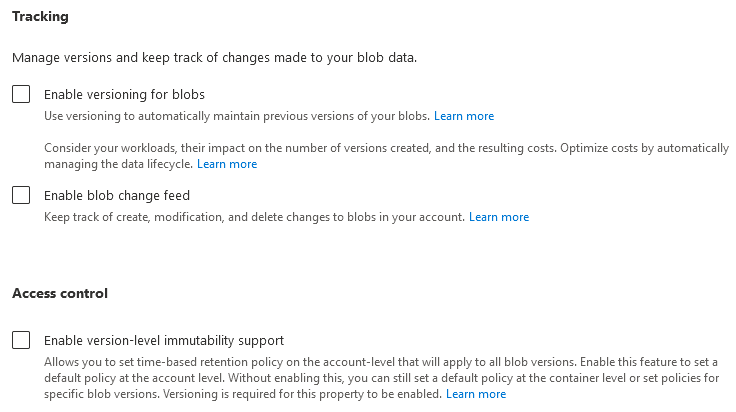 Tracking
Manage versions and keep track of changes made to your blob data.
Enable versioning for blobs
Use versioning to automatically maintain previous versions of your blobs. Learn more
Consider your workloads, their impact on the number of versions created, and the resulting costs. Optimize costs by automatically
managing the data lifecycle. Learn more
Enable blob change feed
Keep track of create, modification, and delete changes to blobs in your account. Learn more
Access control
Enable version-level immutability support
Allows you to set time-based retention policy on the account-level that will apply to all blob versions. Enable this feature to set a
default policy at the account level. Without enabling this, you can still set a default policy at the container level or set policies for
specific blob versions. Versioning is required for this property to be enabled. Learn more